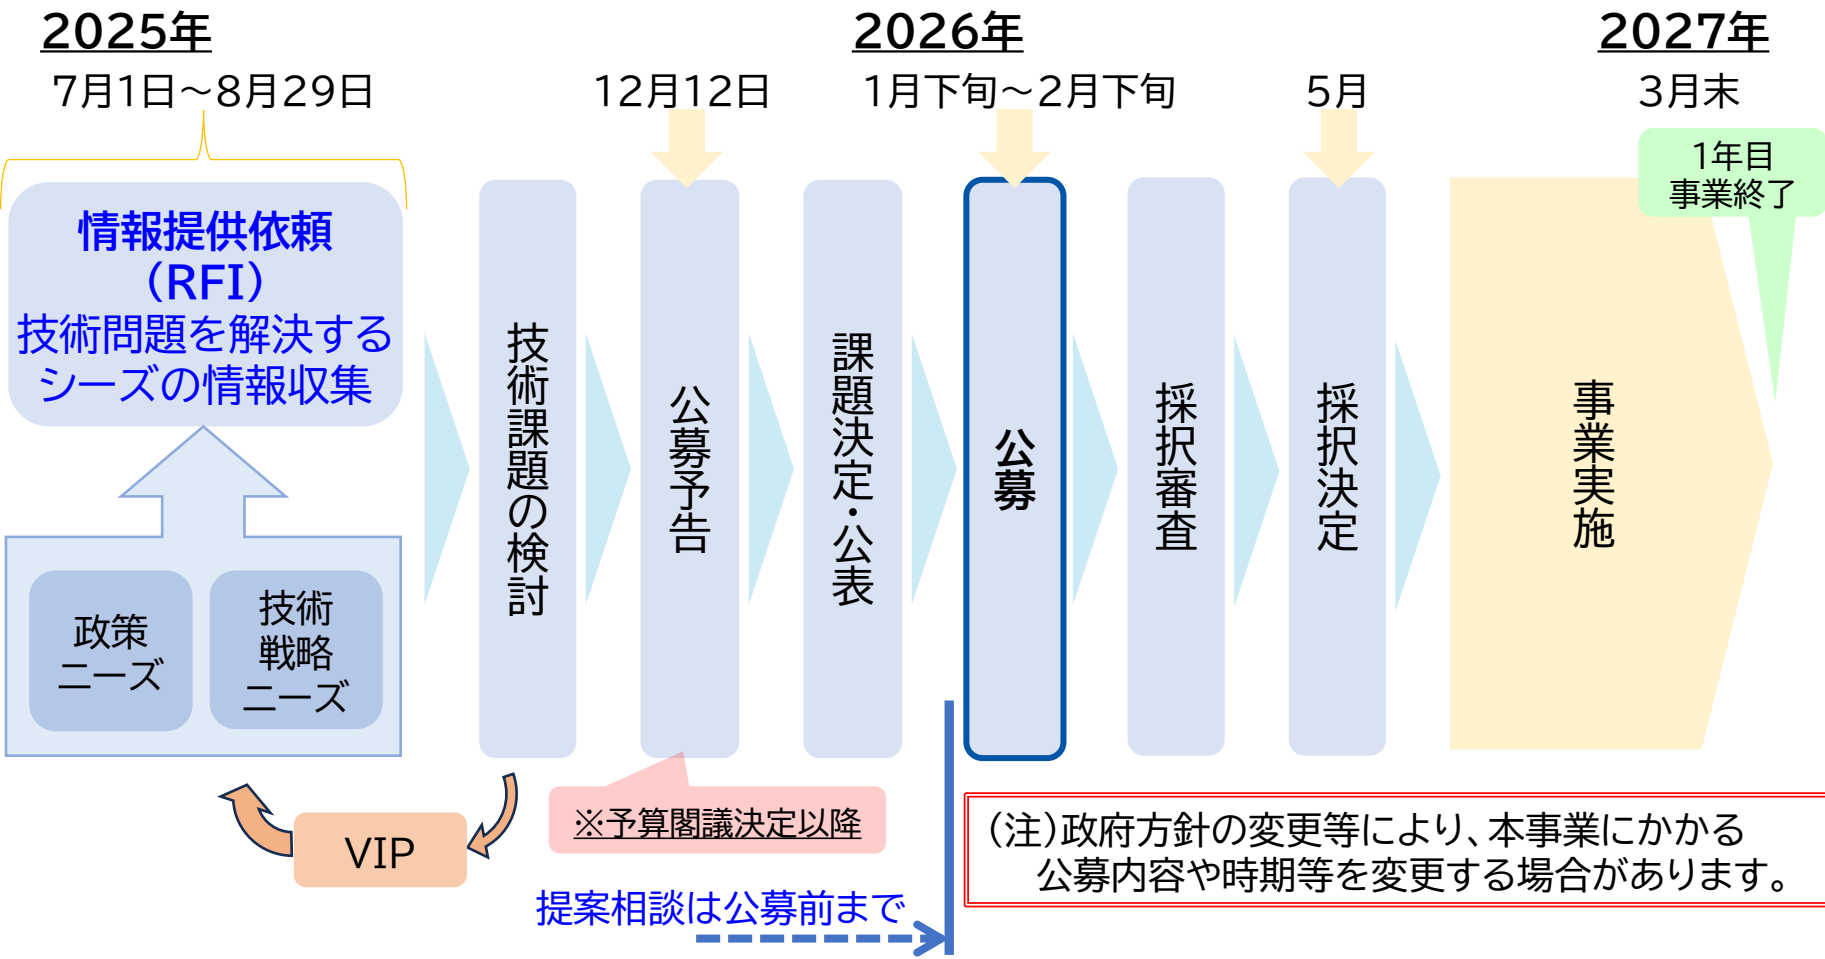 2025年
2026年
2027年
7月1日～8月29日
12月12日
1月下旬～2月下旬
5月
3月末
1年目
事業終了
情報提供依頼
（RFI）
技術問題を解決する
シーズの情報収集
政策
ニーズ
技術
戦略
ニーズ
技術課題の検討
公募予告
課題決定・公表
公募
採択審査
採択決定
事業実施
VIP
※予算閣議決定以降
提案相談は公募前まで
（注）政府方針の変更等により、本事業にかかる
公募内容や時期等を変更する場合があります。